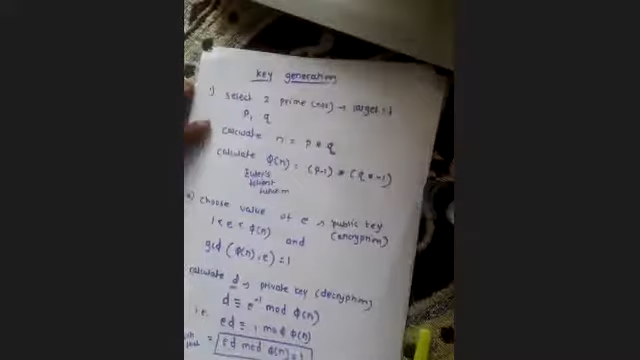 key generation
1) select 2 prime (nos) → larger it
p, q
calculate n = p * q
calculate φ(n) = (p-1) * (q * -1)
Euler's
totient
function
2) choose value of e → public key
1 < e < φ(n) and (encryption)
gcd (φ(n), e) = 1
calculate d → private key (decryption)
d ≡ e⁻¹ mod φ(n)
i.e. ed ≡ 1 mod φ(n)
= ed mod φ(n) = 1